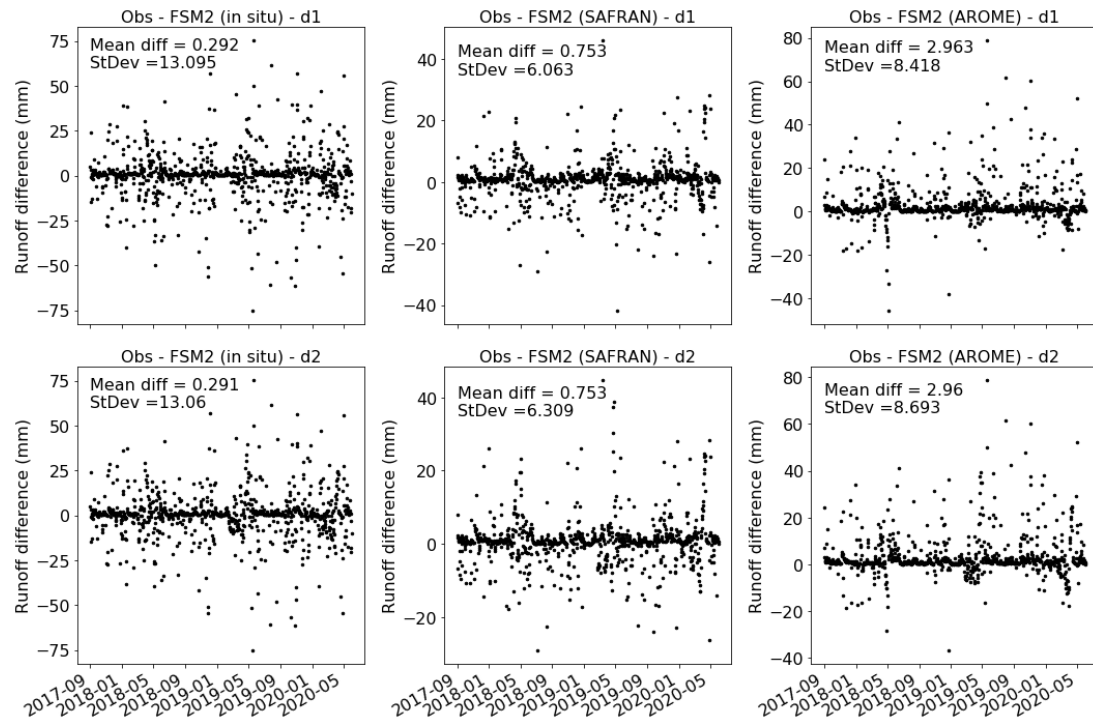 Obs - FSM2 (in situ) - d1
Mean diff = 0.292
StDev =13.095
Runoff difference (mm)
75
50
25
0
−25
−50
−75
Obs - FSM2 (SAFRAN) - d1
Mean diff = 0.753
StDev =6.063
Runoff difference (mm)
40
20
0
−20
−40
Obs - FSM2 (AROME) - d1
Mean diff = 2.963
StDev =8.418
Runoff difference (mm)
80
60
40
20
0
−20
−40
Obs - FSM2 (in situ) - d2
Mean diff = 0.291
StDev =13.06
Runoff difference (mm)
75
50
25
0
−25
−50
−75
2017-09
2018-01
2018-05
2018-09
2019-01
2019-05
2019-09
2020-01
2020-05
Obs - FSM2 (SAFRAN) - d2
Mean diff = 0.753
StDev =6.309
Runoff difference (mm)
40
20
0
−20
2017-09
2018-01
2018-05
2018-09
2019-01
2019-05
2019-09
2020-01
2020-05
Obs - FSM2 (AROME) - d2
Mean diff = 2.96
StDev =8.693
Runoff difference (mm)
80
60
40
20
0
−20
−40
2017-09
2018-01
2018-05
2018-09
2019-01
2019-05
2019-09
2020-01
2020-05